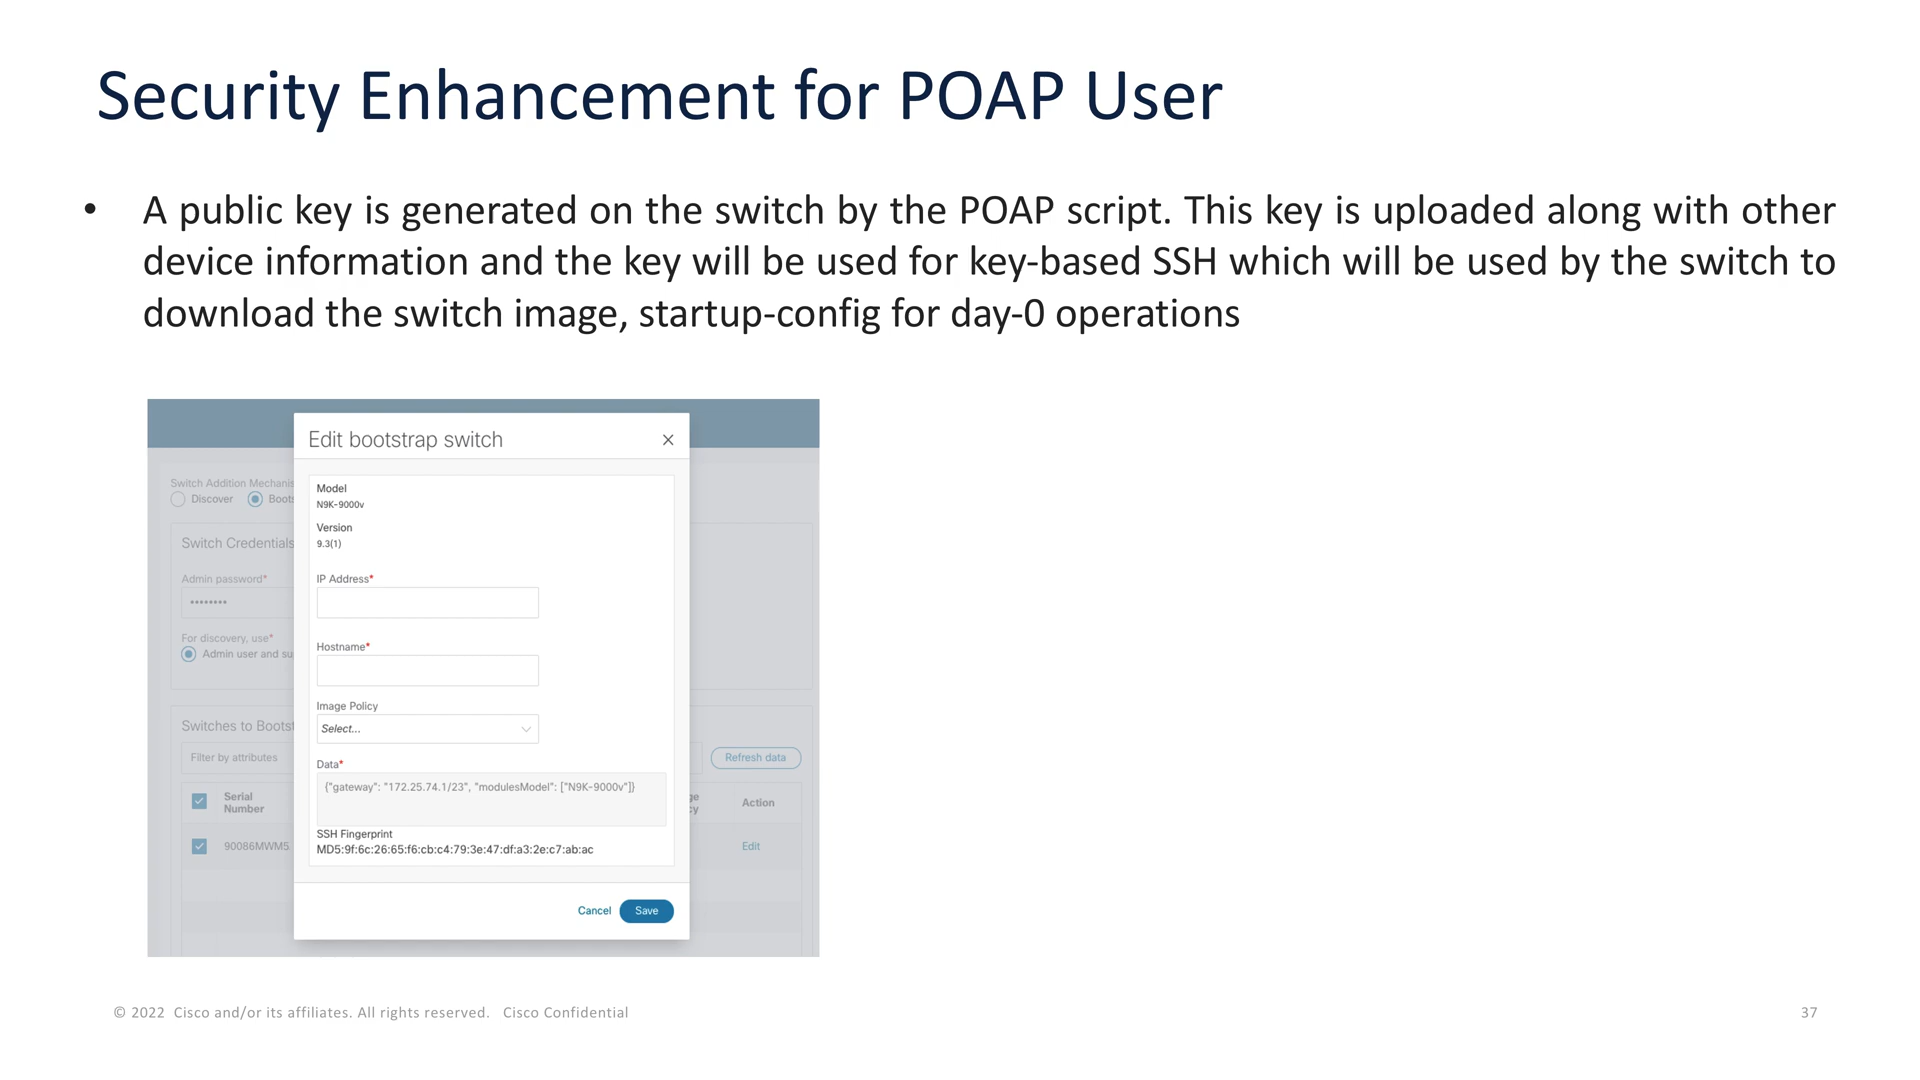 Security Enhancement for POAP User
• A public key is generated on the switch by the POAP script. This key is uploaded along with other
device information and the key will be used for key-based SSH which will be used by the switch to
download the switch image, startup-config for day-0 operations
Edit bootstrap switch
Model
N9K-9000v
Version
9.3(1)
IP Address*
Hostname*
Image Policy
Select...
Data*
{"gateway": "172.25.74.1/23", "modulesModel": ["N9K-9000v"]}
SSH Fingerprint
MD5:9f:6c:26:65:f6:cb:c4:79:3e:47:df:a3:2e:c7:ab:ac
Cancel Save
Switch Addition Mechanis
Discover Boots
Switch Credentials
Admin password*
••••••••
For discovery, use*
Admin user and su
Switches to Bootst
Filter by attributes
Refresh data
Serial
Number
Action
90086MWM5
Edit
© 2022 Cisco and/or its affiliates. All rights reserved. Cisco Confidential
37